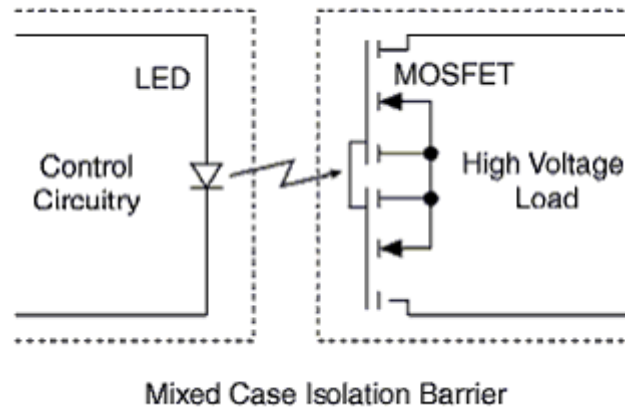 LED
MOSFET
Control
Circuitry
High Voltage
Load
Mixed Case Isolation Barrier